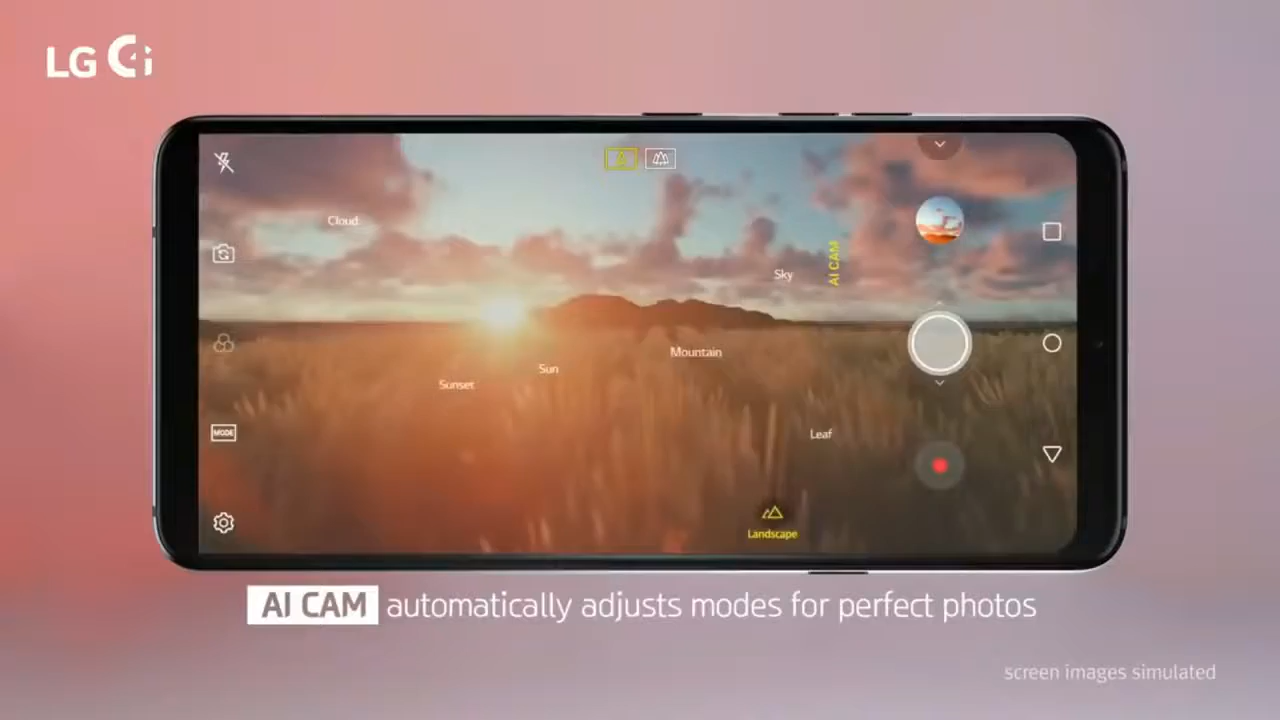 LG
Cloud
AI CAM
Sky
Mountain
Sun
Sunset
MODE
Leaf
Landscape
AI CAM automatically adjusts modes for perfect photos
screen images simulated